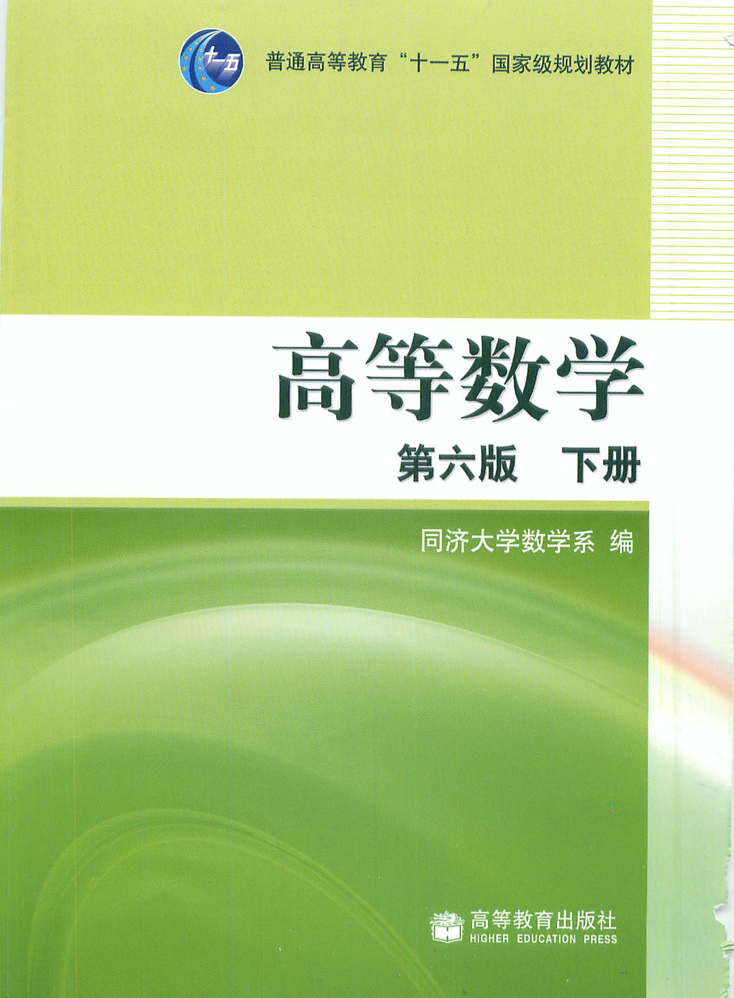 十一五
普通高等教育“十一五”国家级规划教材
高等数学
第六版 下册
同济大学数学系 编
高等教育出版社
HIGHER EDUCATION PRESS